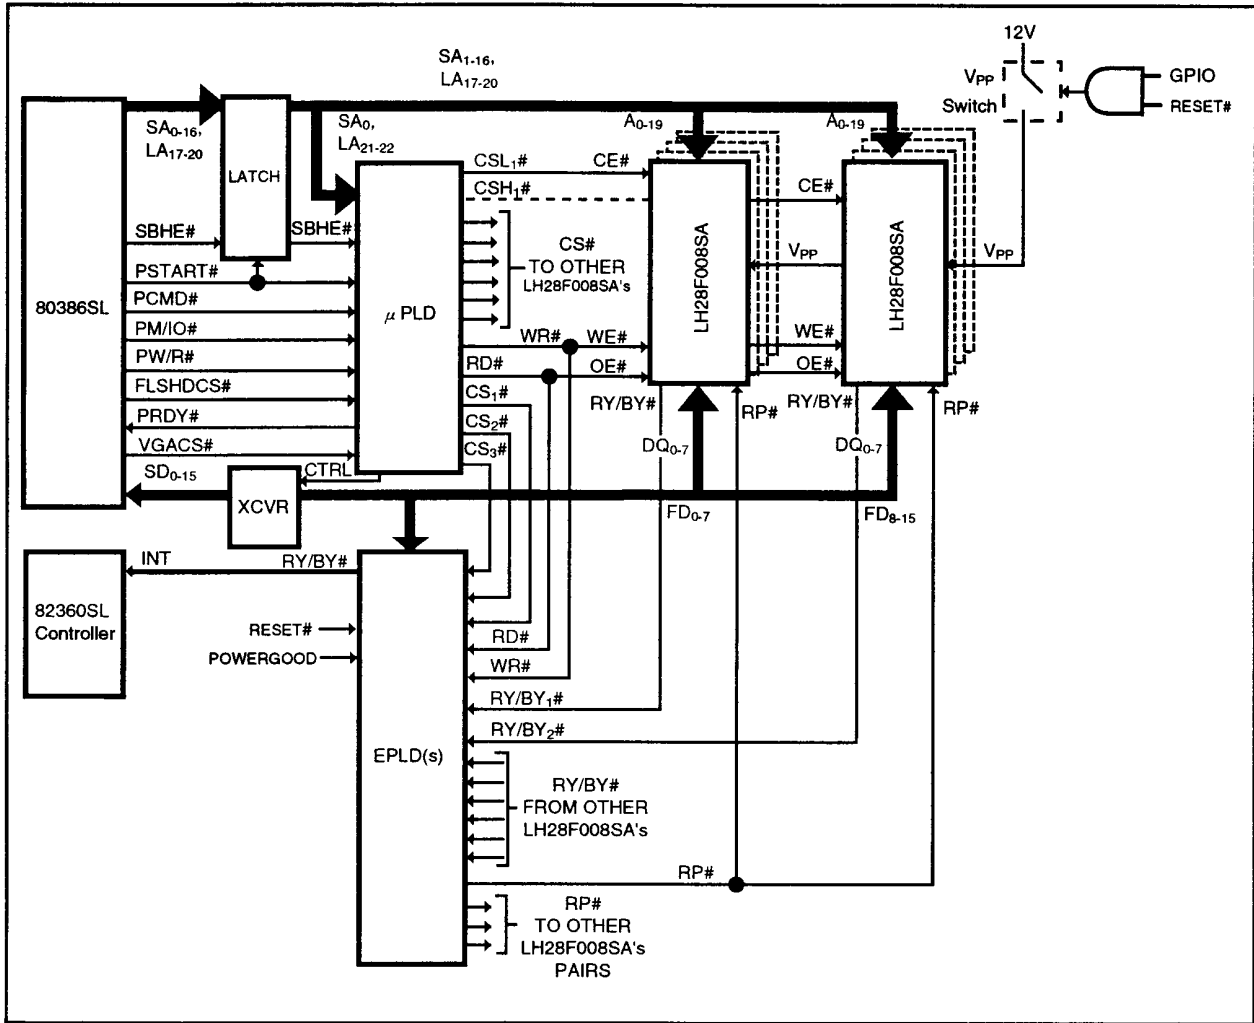 SA1-16,
LA17-20
12V
VPP
Switch
GPIO
RESET#
SA0-16,
LA17-20
SA0,
LA21-22
A0-19
A0-19
LATCH
CSL1#
CE#
CSH1#
CE#
SBHE#
SBHE#
CS#
TO OTHER
LH28F008SA's
LH28F008SA
LH28F008SA
VPP
VPP
PSTART#
80386SL
PCMD#
µ PLD
PM/IO#
WR#
WE#
WE#
PW/R#
RD#
OE#
OE#
FLSHDCS#
CS1#
RY/BY#
RP#
RY/BY#
RP#
PRDY#
CS2#
VGACS#
CS3#
DQ0-7
DQ0-7
SD0-15
CTRL
XCVR
FD0-7
FD8-15
INT
RY/BY#
82360SL
Controller
RESET#
RD#
POWERGOOD
WR#
RY/BY1#
RY/BY2#
EPLD(s)
RY/BY#
FROM OTHER
LH28F008SA's
RP#
RP#
TO OTHER
LH28F008SA's
PAIRS